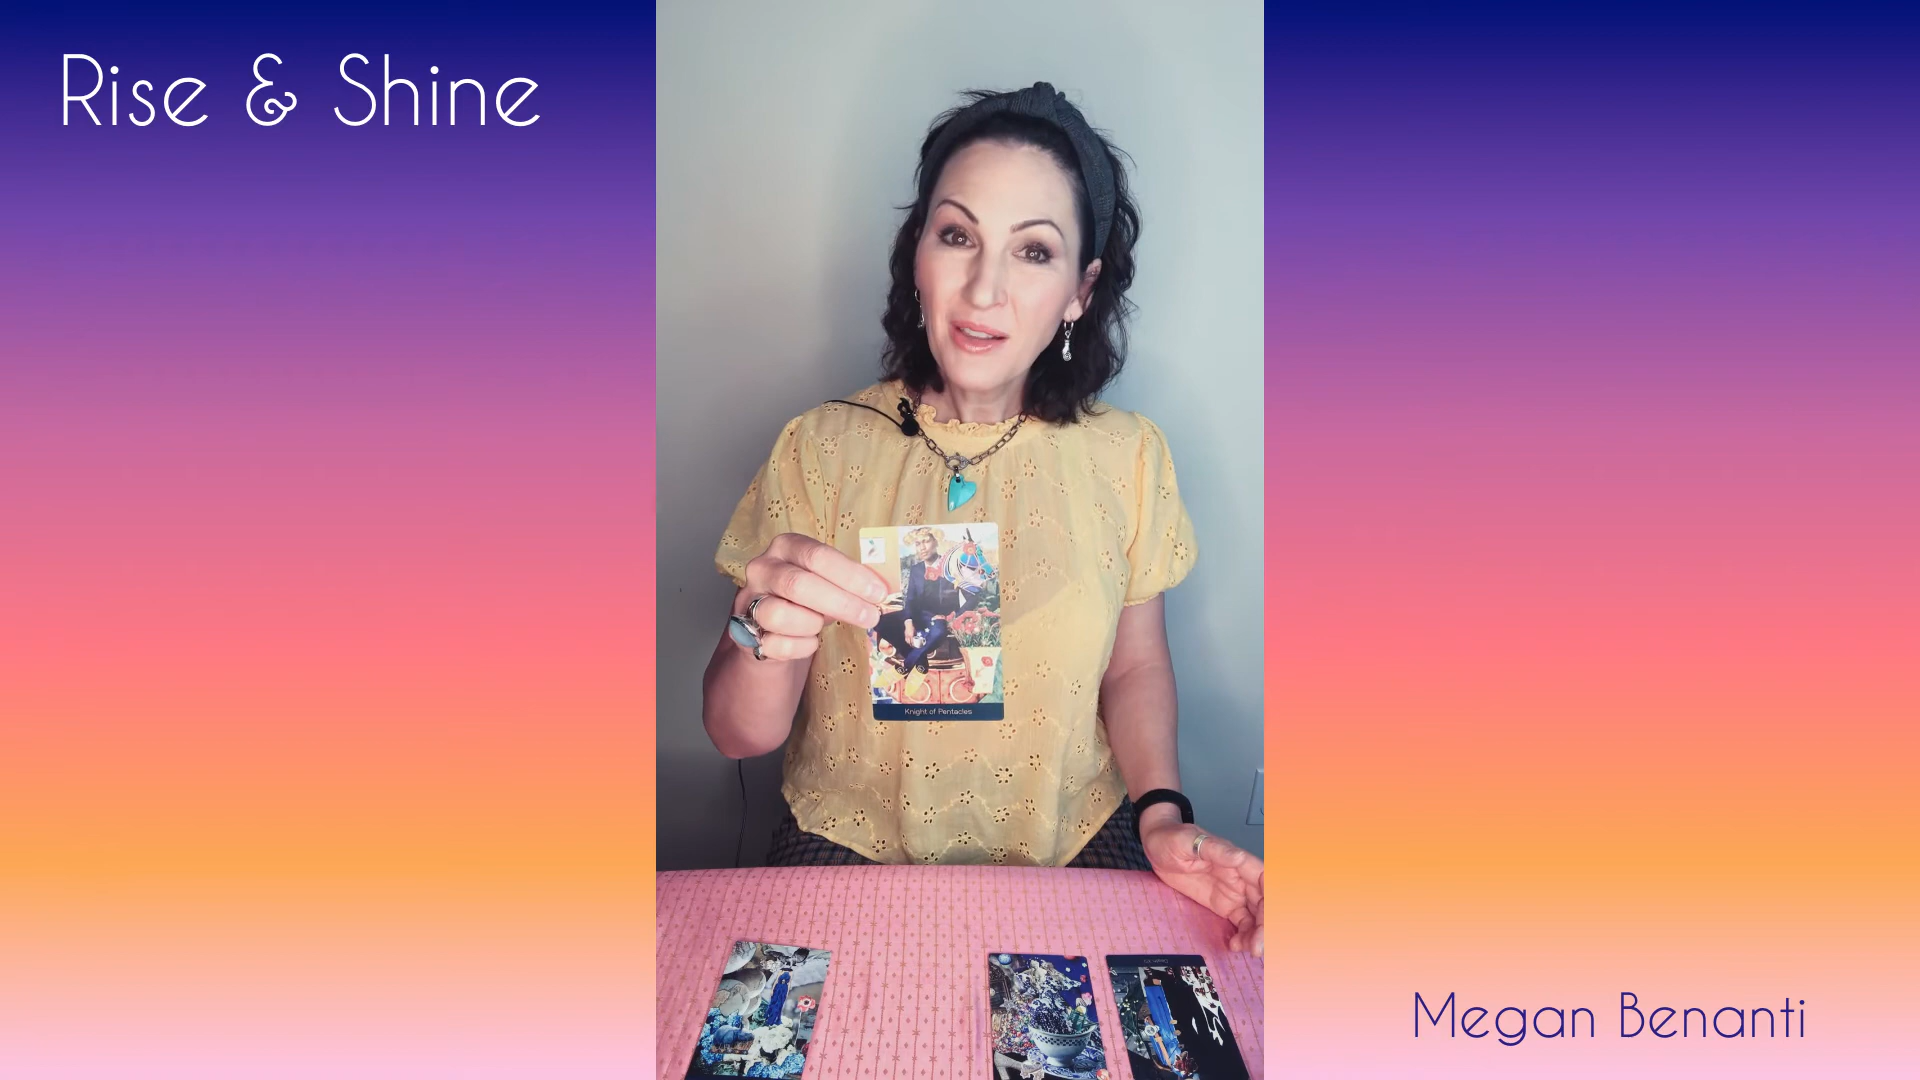 Rise & Shine
Knight of Pentacles
Megan Benanti